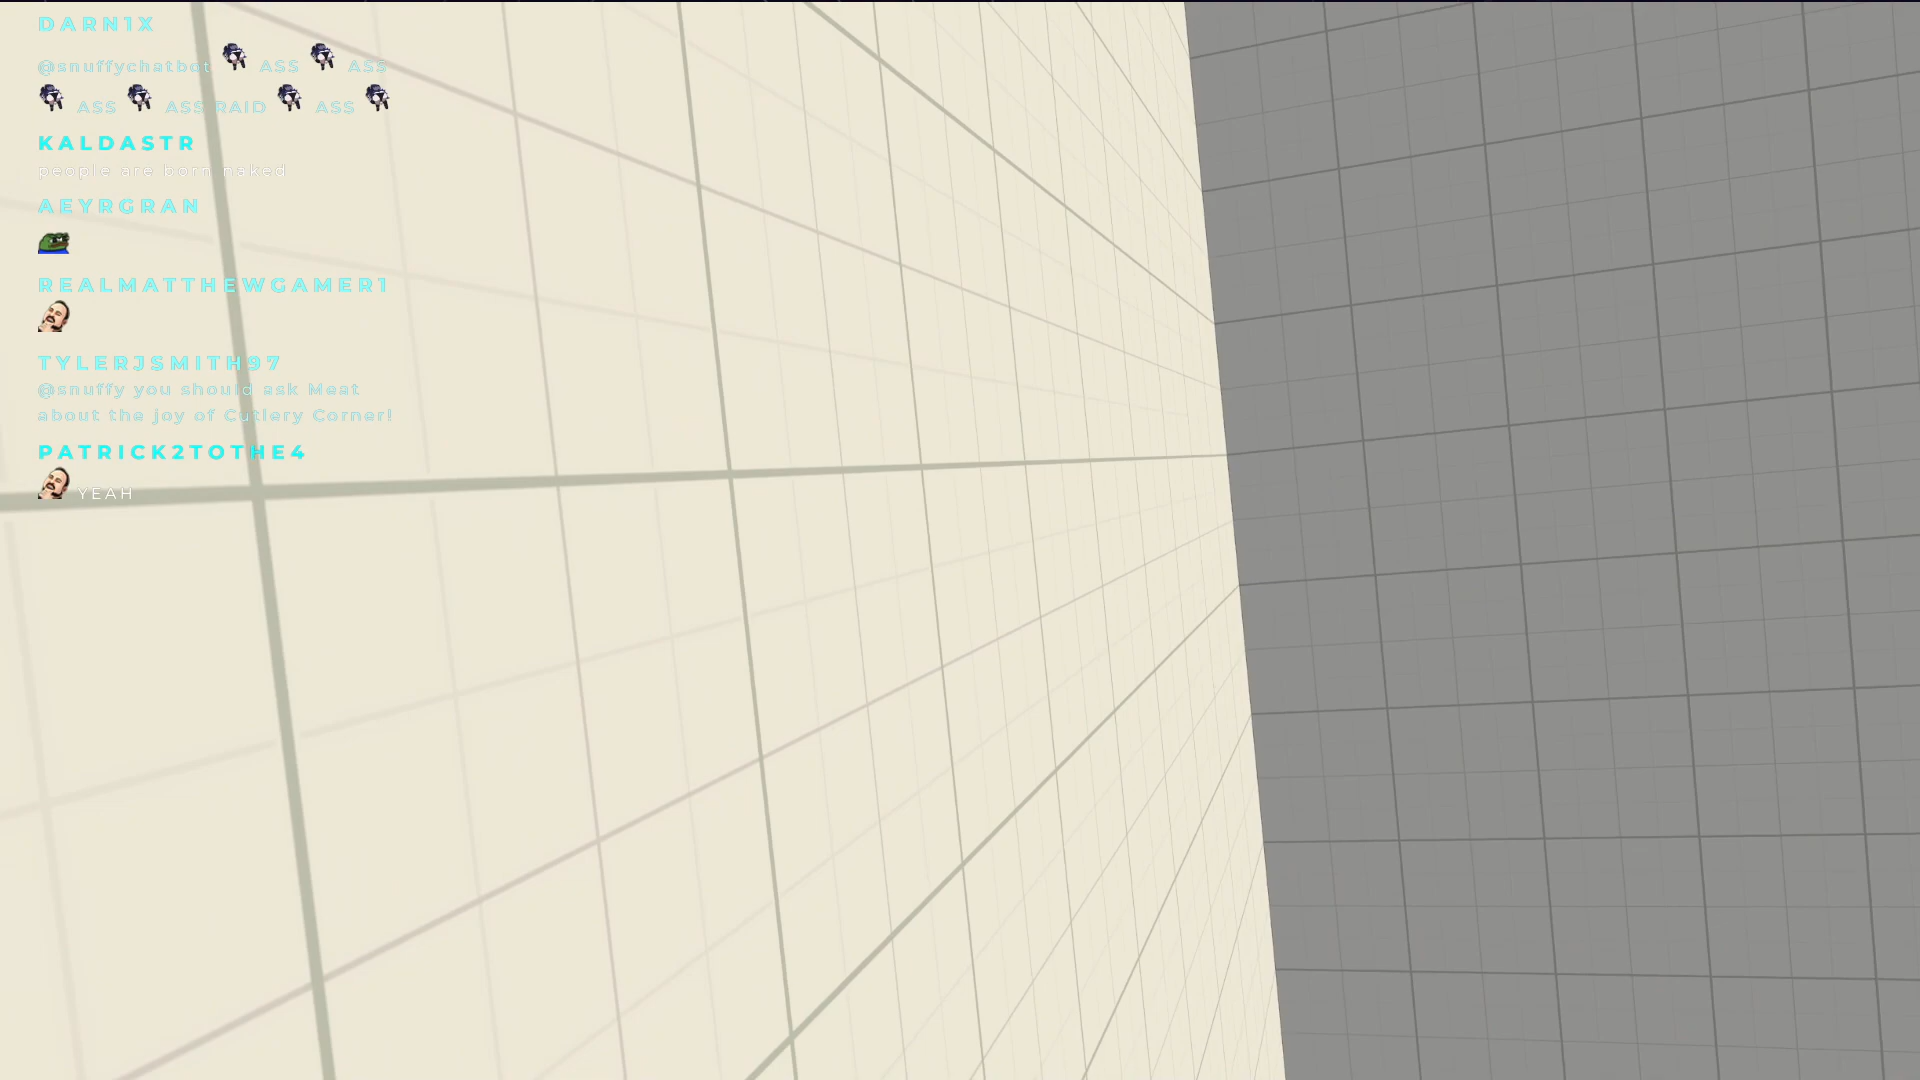 DARN1X
@snuffychatbot ASS ASS
ASS ASS RAID ASS
KALDASTR
people are born naked
AEYRGRAN
REALMATTHEWGAMER1
TYLERJSMITH97
@snuffy you should ask Meat
about the joy of Cutlery Corner!
PATRICK2TOTHE4
YEAH